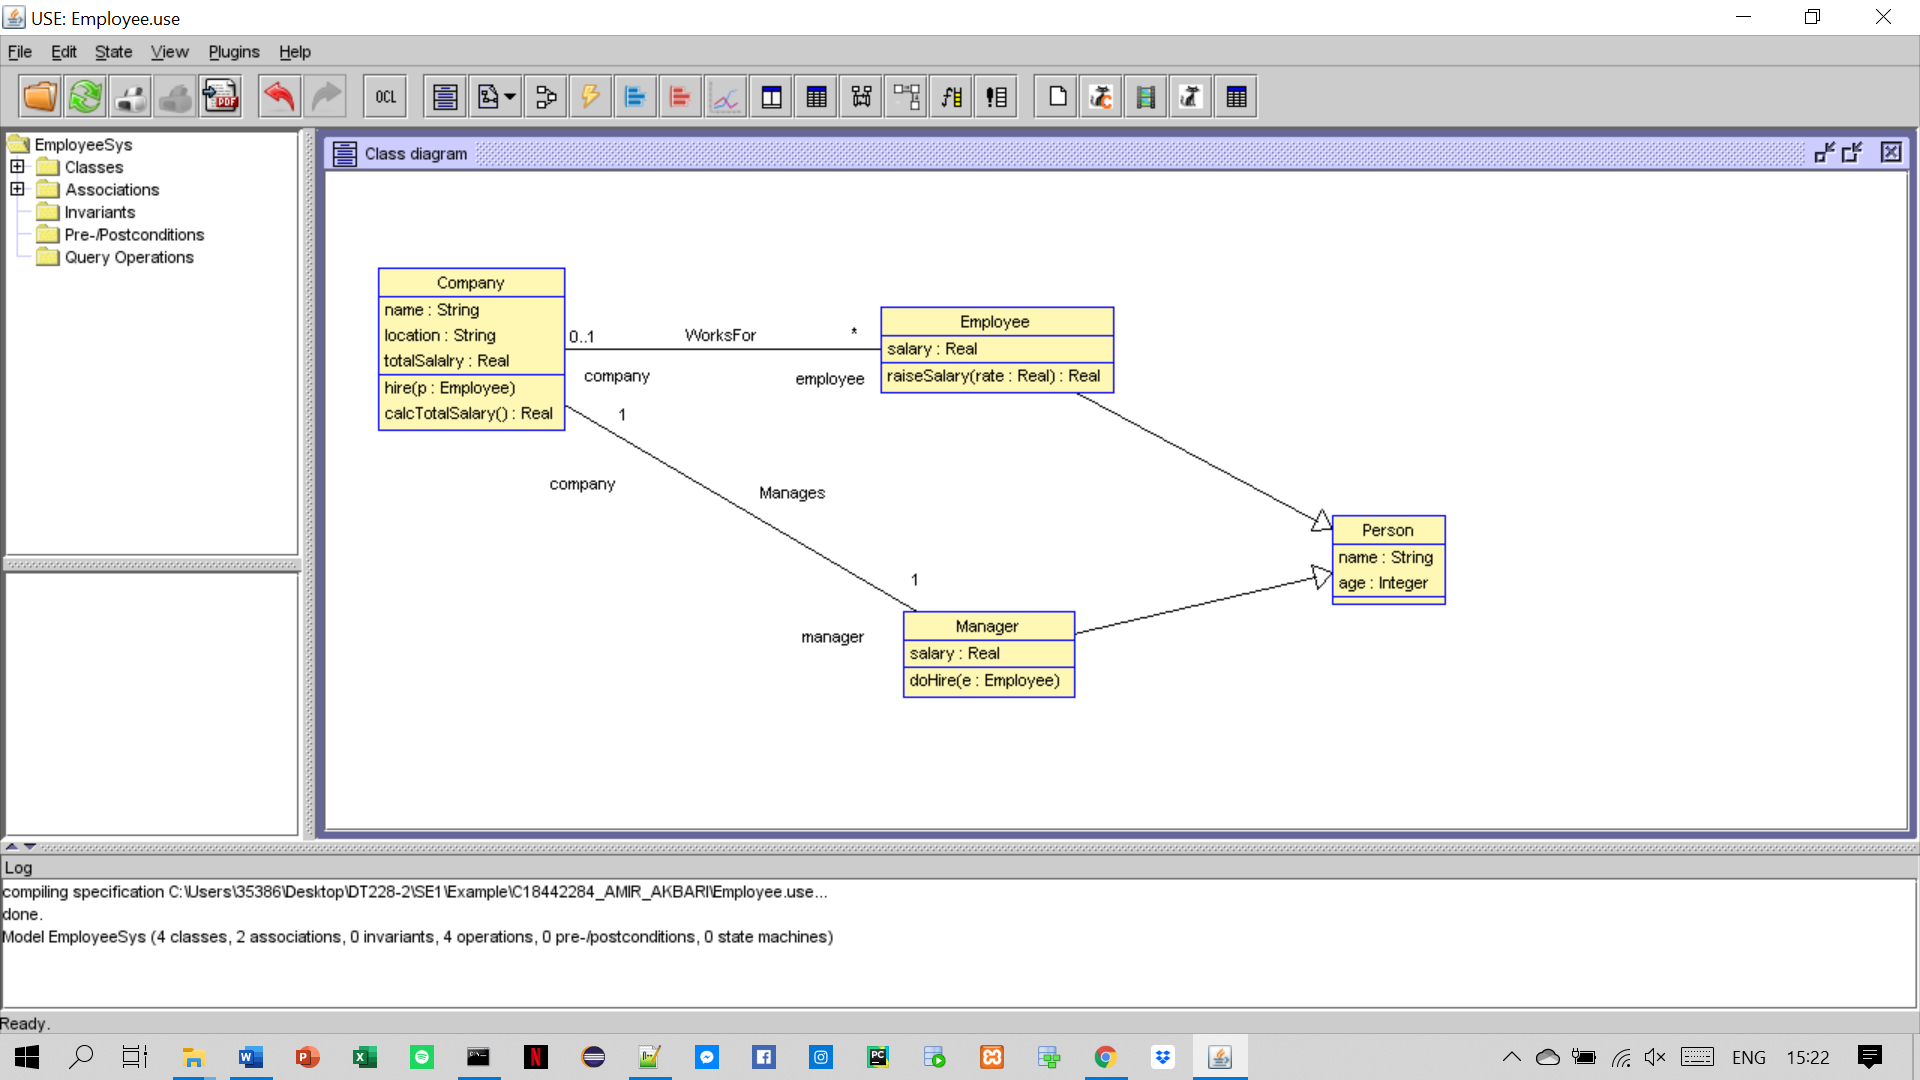 USE: Employee.use
File Edit State View Plugins Help
OCL
EmployeeSys
Classes
Associations
Invariants
Pre-/Postconditions
Query Operations
Class diagram
Company
name : String
location : String
totalSalalry : Real
hire(p : Employee)
calcTotalSalary() : Real
0..1 WorksFor *
company employee
Employee
salary : Real
raiseSalary(rate : Real) : Real
1
company
Manages
1
manager
Manager
salary : Real
doHire(e : Employee)
Person
name : String
age : Integer
Log
compiling specification C:\Users\35386\Desktop\DT228-2\SE1\Example\C18442284_AMIR_AKBARI\Employee.use...
done.
Model EmployeeSys (4 classes, 2 associations, 0 invariants, 4 operations, 0 pre-/postconditions, 0 state machines)
Ready.
ENG 15:22